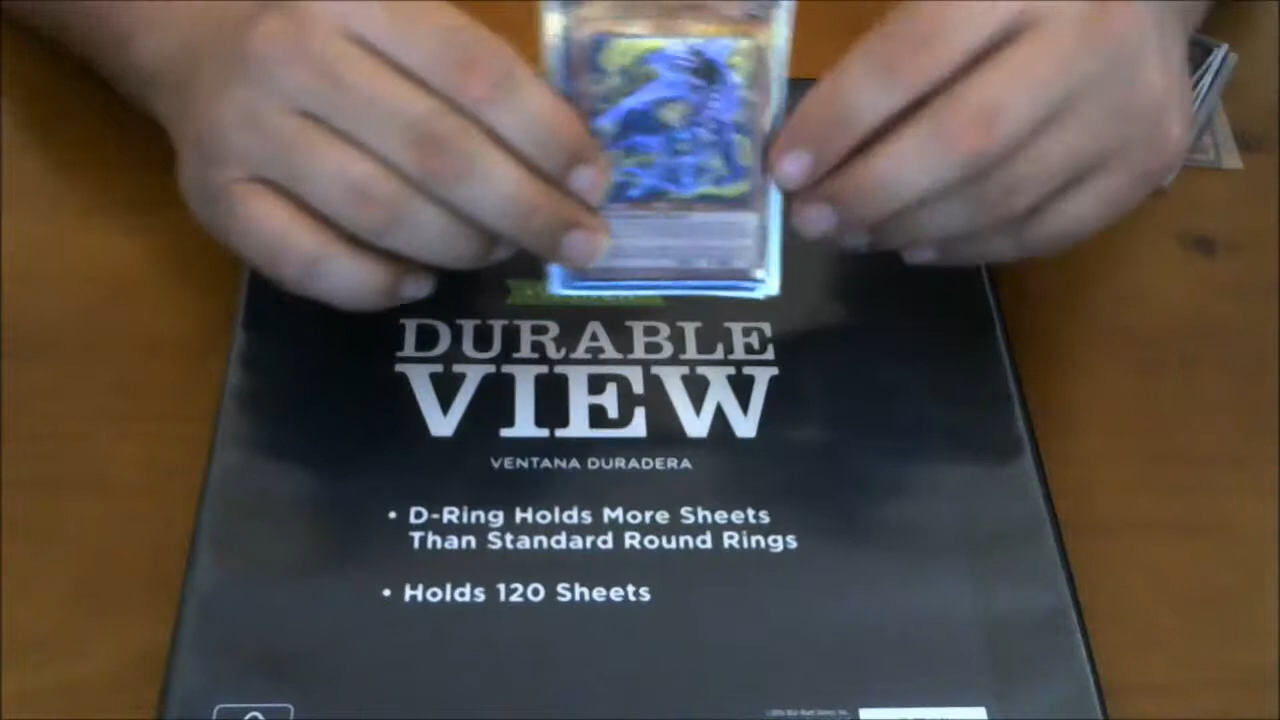 DURABLE
VIEW
VENTANA DURADERA
• D-Ring Holds More Sheets
Than Standard Round Rings
• Holds 120 Sheets